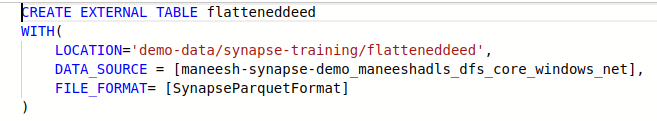 CREATE EXTERNAL TABLE flatteneddeed
WITH(
LOCATION='demo-data/synapse-training/flatteneddeed',
DATA_SOURCE = [maneesh-synapse-demo_maneeshadls_dfs_core_windows_net],
FILE_FORMAT= [SynapseParquetFormat]
)